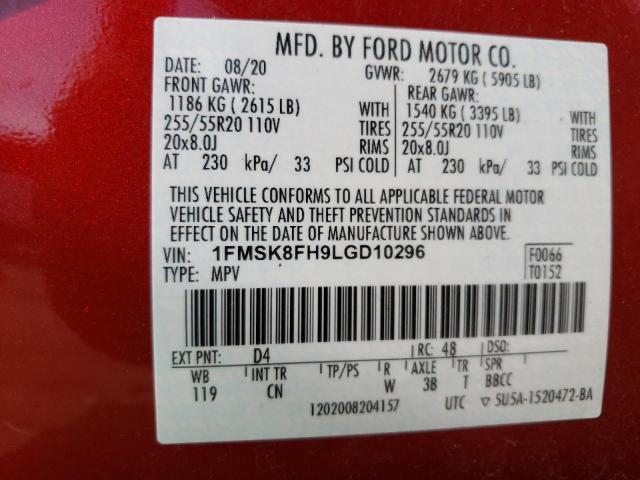 MFD. BY FORD MOTOR CO.
DATE: 08/20 GVWR: 2679 KG ( 5905 LB)
FRONT GAWR: REAR GAWR:
1186 KG ( 2615 LB) WITH 1540 KG ( 3395 LB) WITH
255/55R20 110V TIRES 255/55R20 110V TIRES
20x8.0J RIMS 20x8.0J RIMS
AT 230 kPa/ 33 PSI COLD AT 230 kPa/ 33 PSI COLD
THIS VEHICLE CONFORMS TO ALL APPLICABLE FEDERAL MOTOR
VEHICLE SAFETY AND THEFT PREVENTION STANDARDS IN
EFFECT ON THE DATE OF MANUFACTURE SHOWN ABOVE.
VIN: 1FMSK8FH9LGD10296 F0066
TYPE: MPV T0152
EXT PNT: D4 RC: 48 DSO:
WB INT TR TP/PS R AXLE TR SPR
119 CN W 3B T BBCC
1202008204157 UTC ▽ 5U5A-1520472-BA